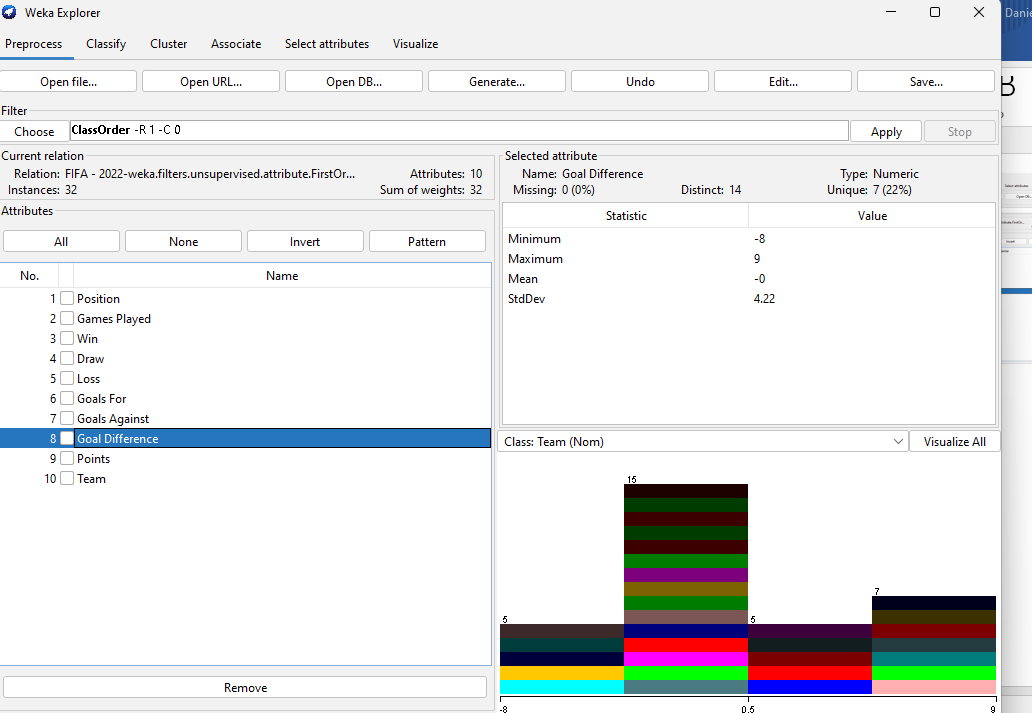 Weka Explorer
Danie
Preprocess Classify Cluster Associate Select attributes Visualize
Open file... Open URL... Open DB... Generate... Undo Edit... Save...
Filter
Choose ClassOrder -R 1 -C 0 Apply Stop
Current relation
Relation: FIFA - 2022-weka.filters.unsupervised.attribute.FirstOr... Attributes: 10
Instances: 32 Sum of weights: 32
Attributes
All None Invert Pattern
No. Name
1 Position
2 Games Played
3 Win
4 Draw
5 Loss
6 Goals For
7 Goals Against
8 Goal Difference
9 Points
10 Team
Remove
Selected attribute
Name: Goal Difference Type: Numeric
Missing: 0 (0%) Distinct: 14 Unique: 7 (22%)
Statistic Value
Minimum -8
Maximum 9
Mean -0
StdDev 4.22
Class: Team (Nom) Visualize All
15
7
5 5
-8 0.5 9